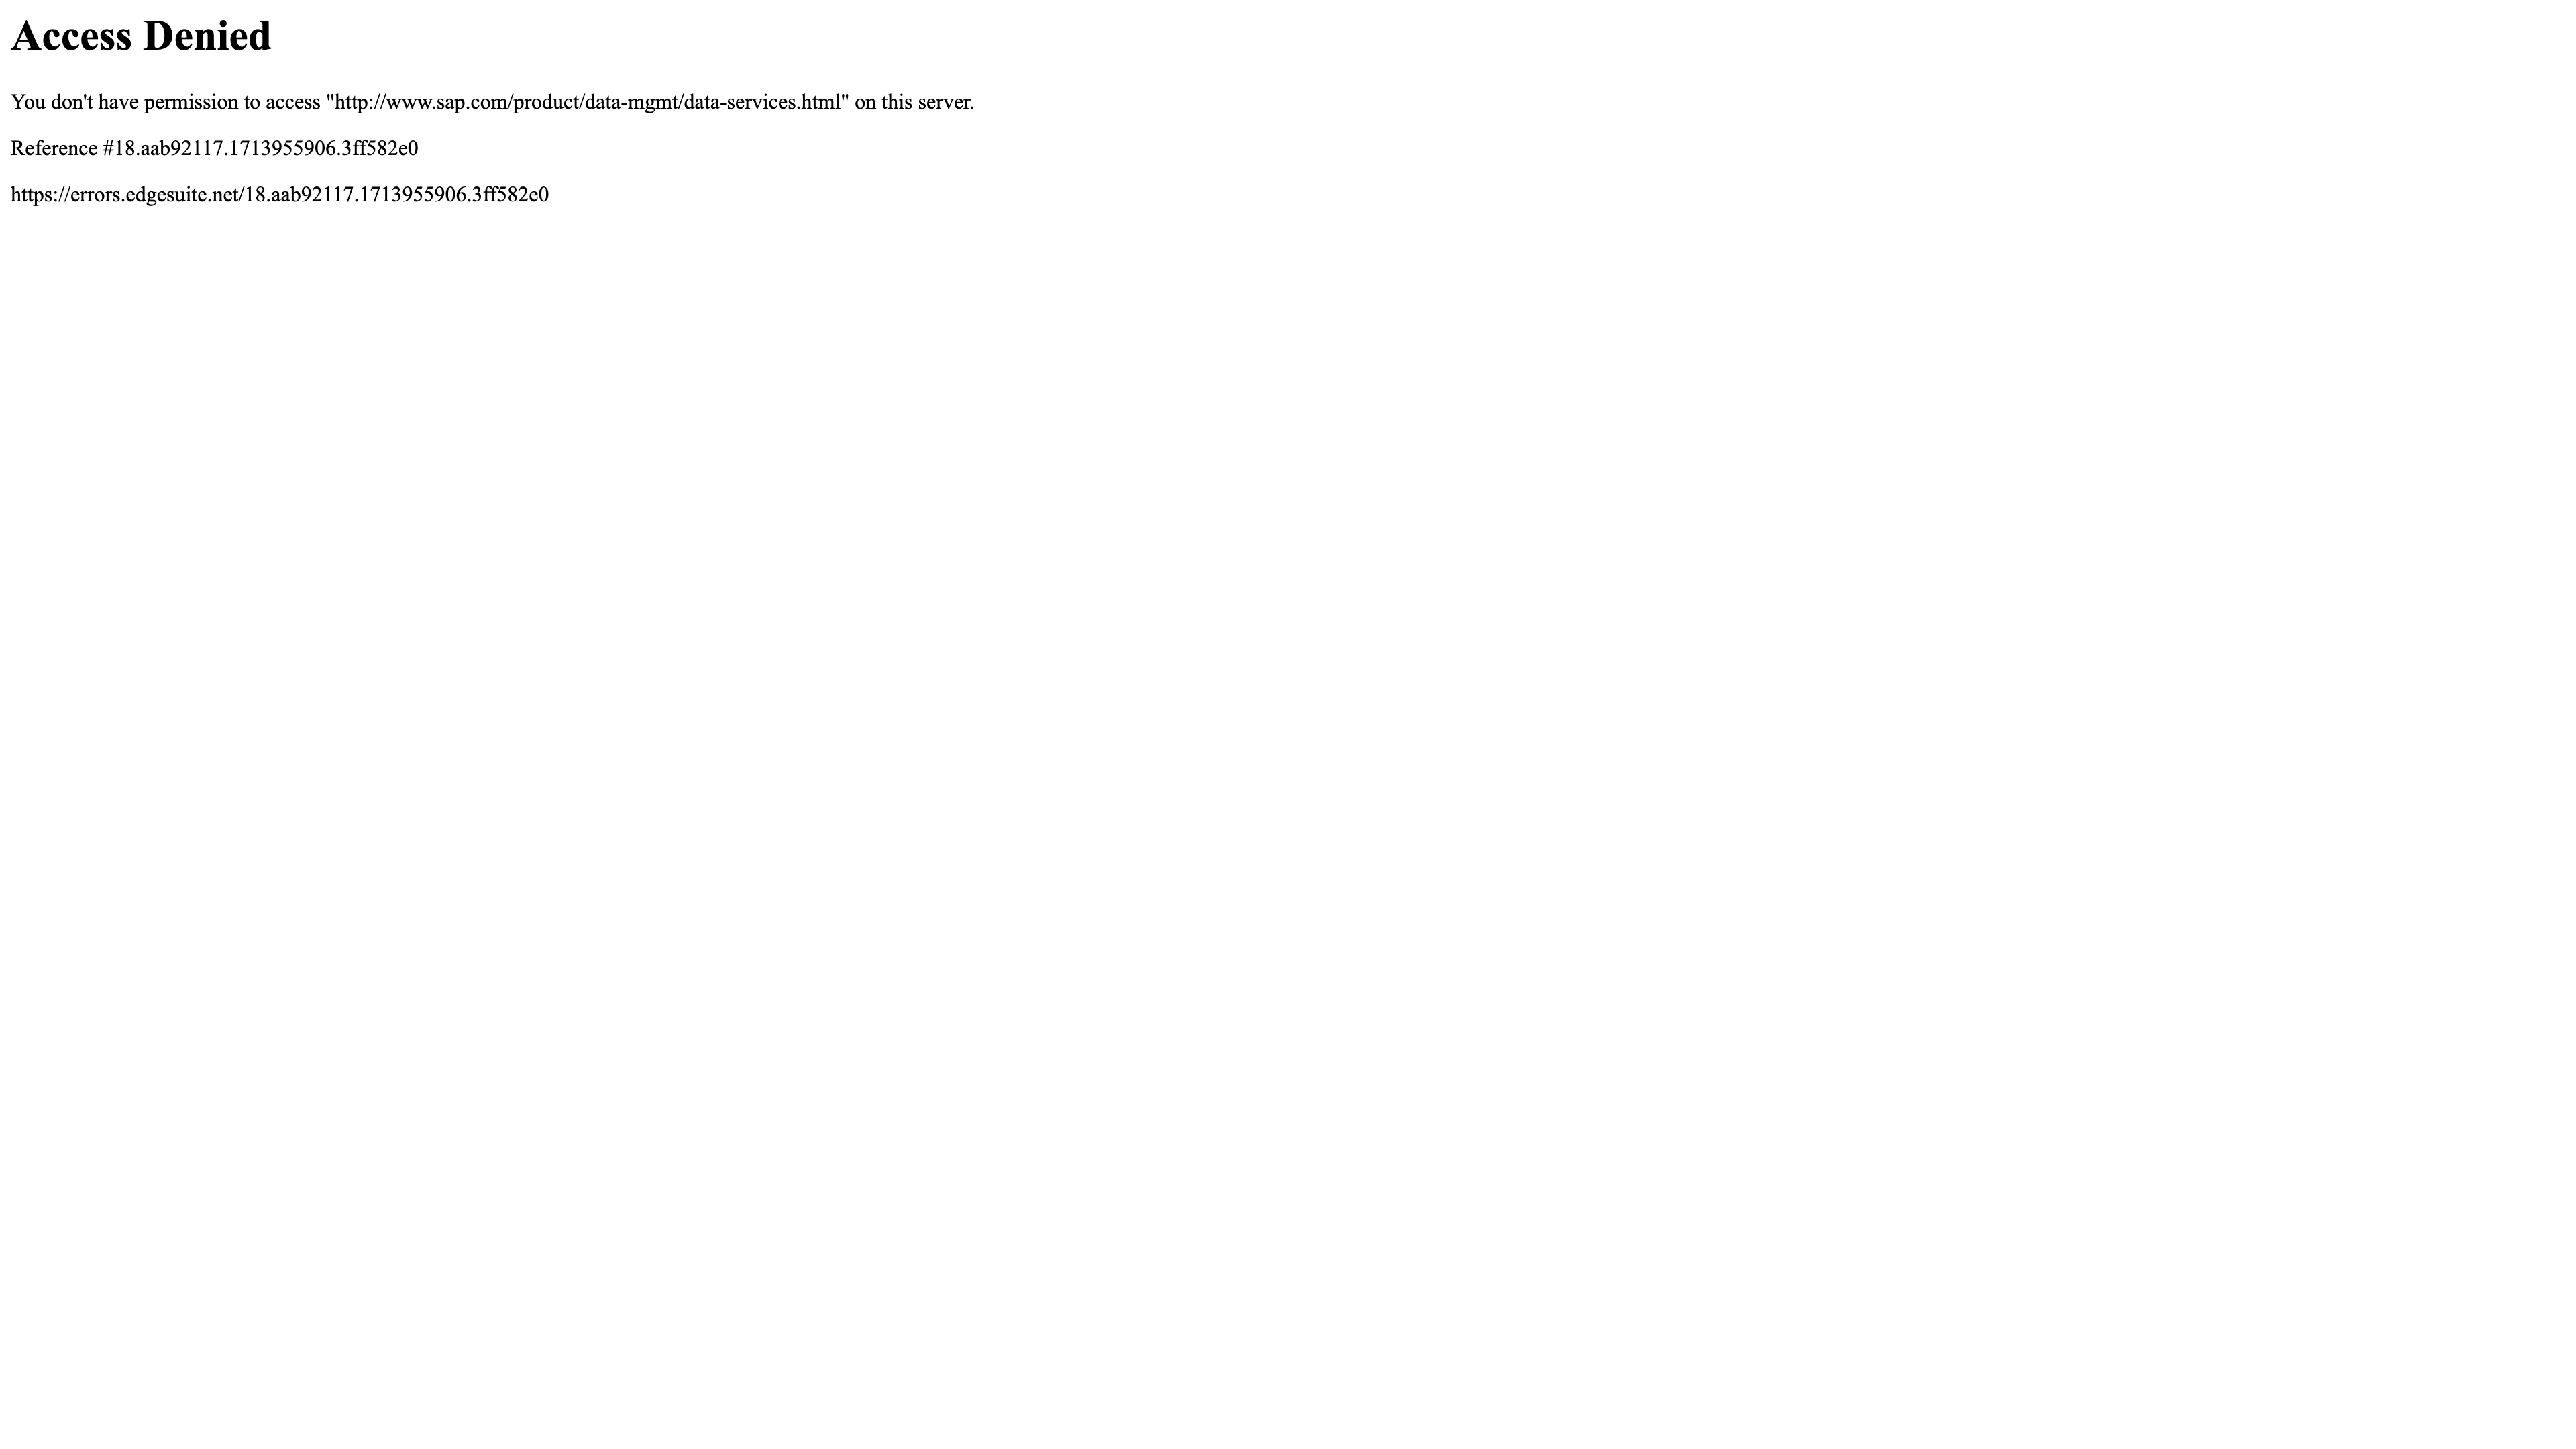 Access Denied
You don't have permission to access "http://www.sap.com/product/data-mgmt/data-services.html" on this server.
Reference #18.aab92117.1713955906.3ff582e0
https://errors.edgesuite.net/18.aab92117.1713955906.3ff582e0